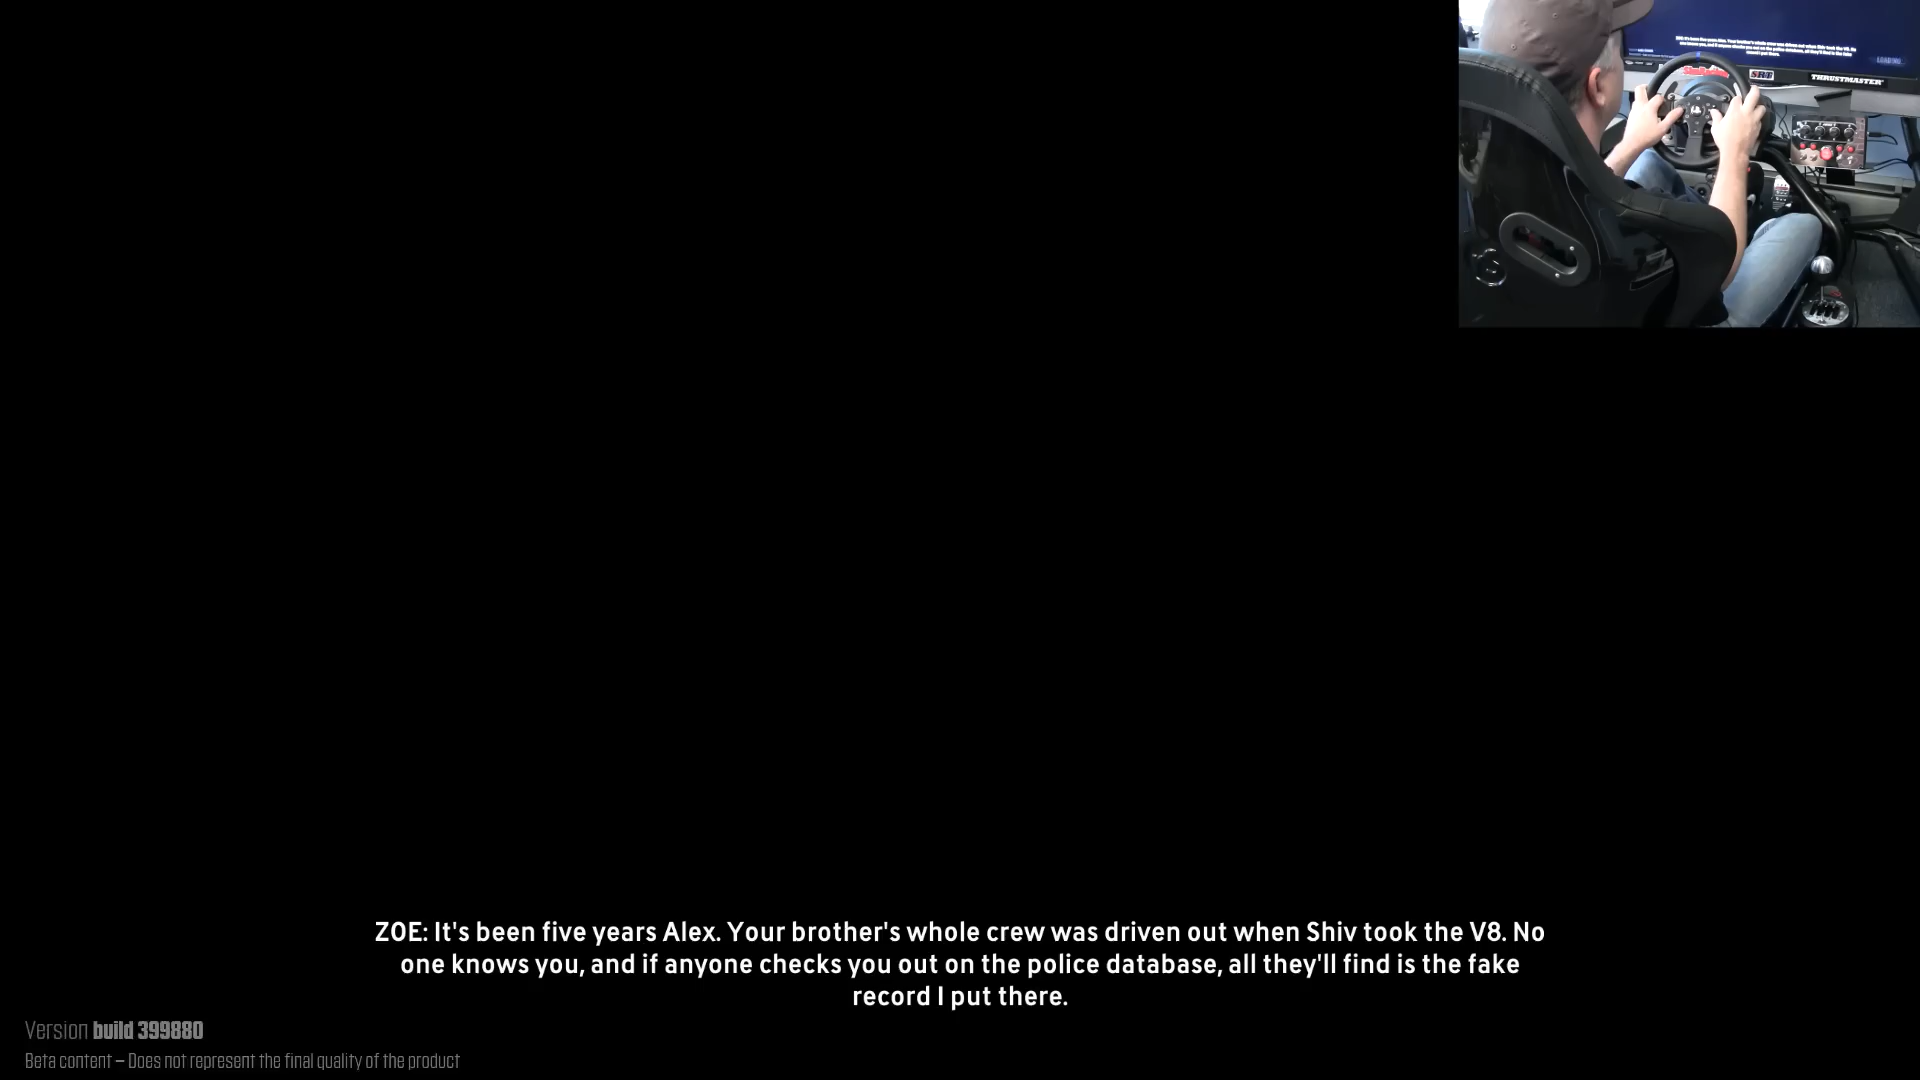 SRT
THRUSTMASTER
LOADING
ZOE: It's been five years Alex. Your brother's whole crew was driven out when Shiv took the V8. No
one knows you, and if anyone checks you out on the police database, all they'll find is the fake
record I put there.
Version build 399880
Beta content – Does not represent the final quality of the product